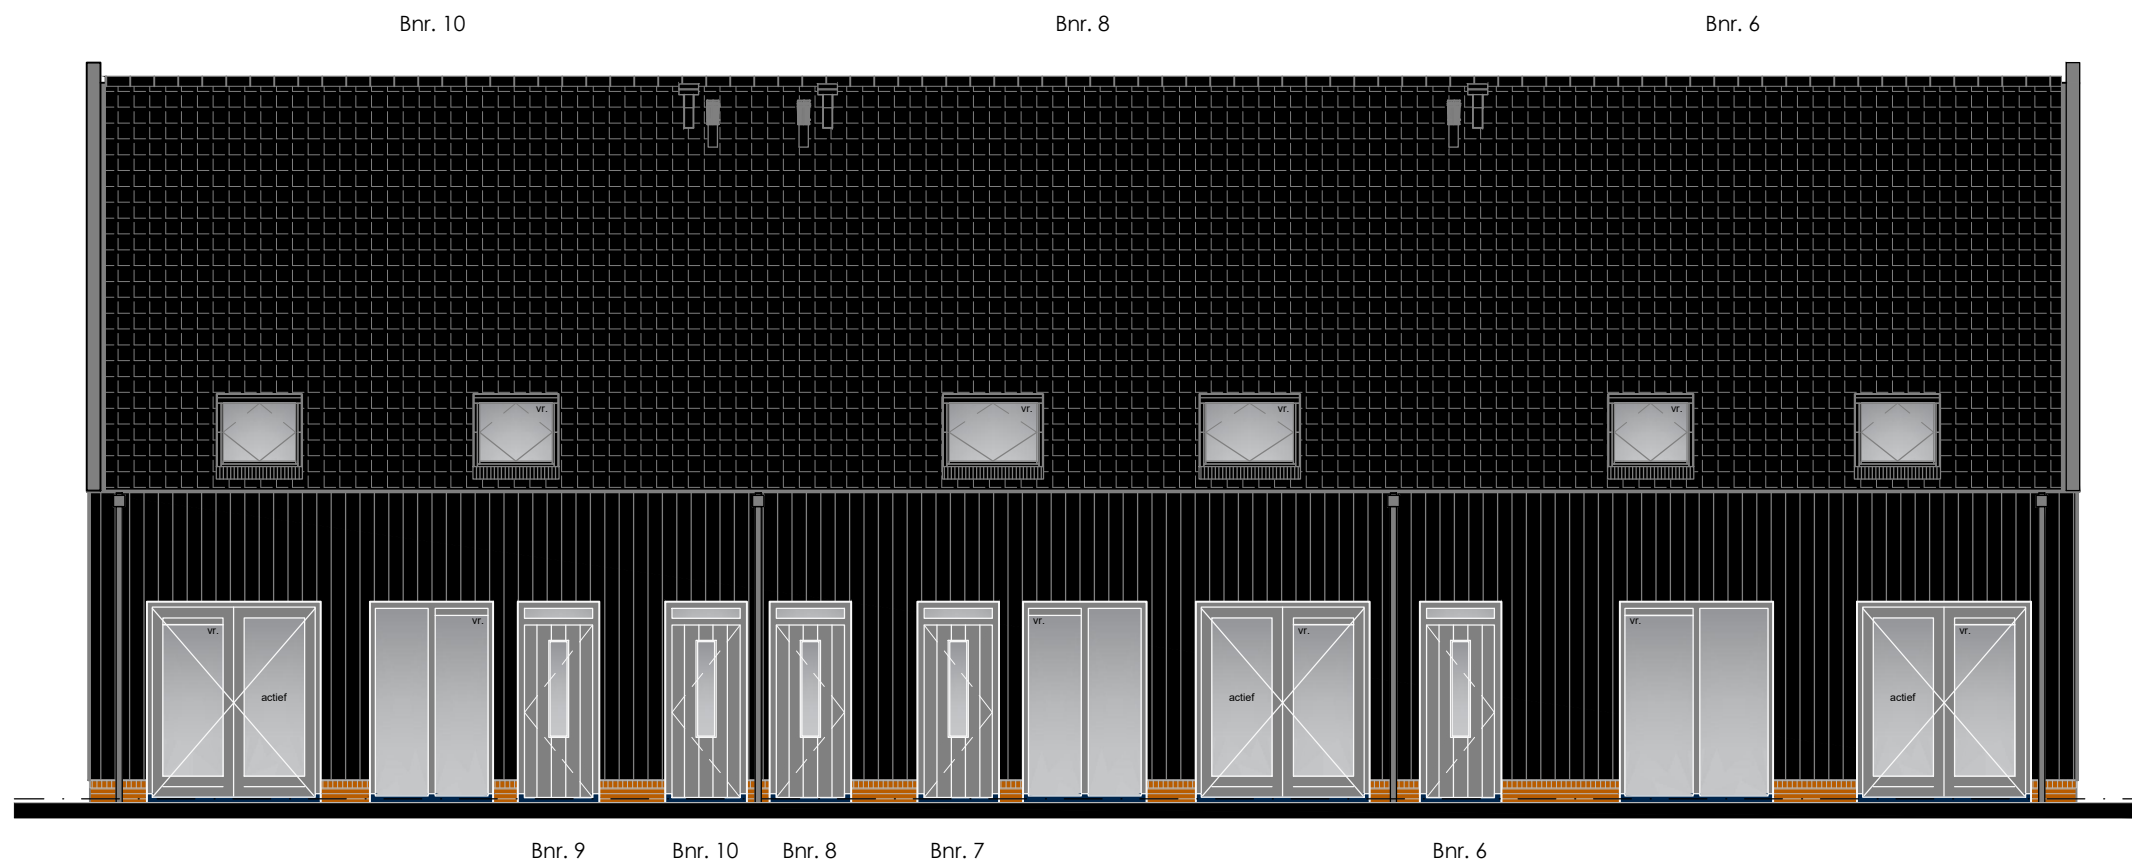 Bnr. 10 Bnr. 8 Bnr. 6
vr. vr. vr. vr.
vr. vr. vr. vr. vr. vr.
actief actief actief
Bnr. 9 Bnr. 10 Bnr. 8 Bnr. 7 Bnr. 6